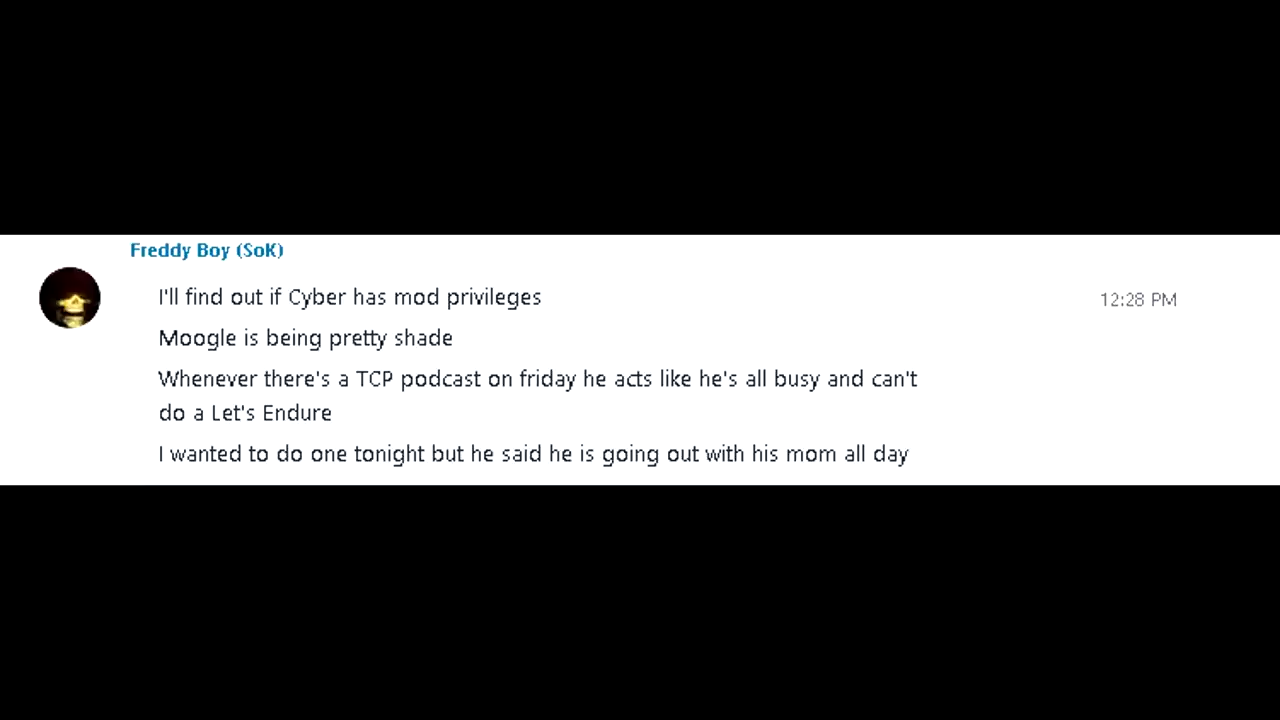 Freddy Boy (SoK)
I'll find out if Cyber has mod privileges
12:28 PM
Moogle is being pretty shade
Whenever there's a TCP podcast on friday he acts like he's all busy and can't
do a Let's Endure
I wanted to do one tonight but he said he is going out with his mom all day